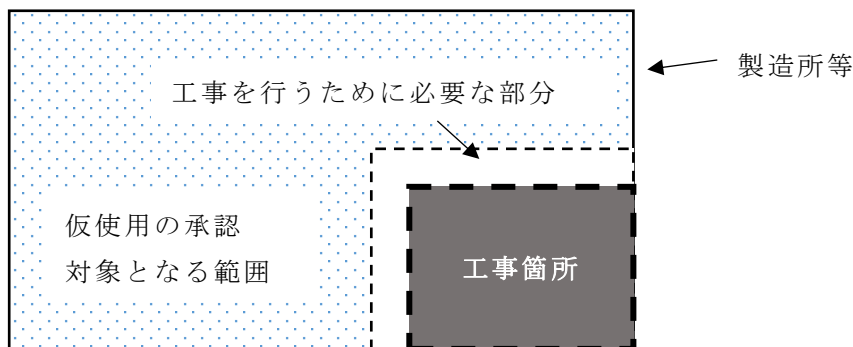 製造所等
工事を行うために必要な部分
仮使用の承認
対象となる範囲
工事箇所